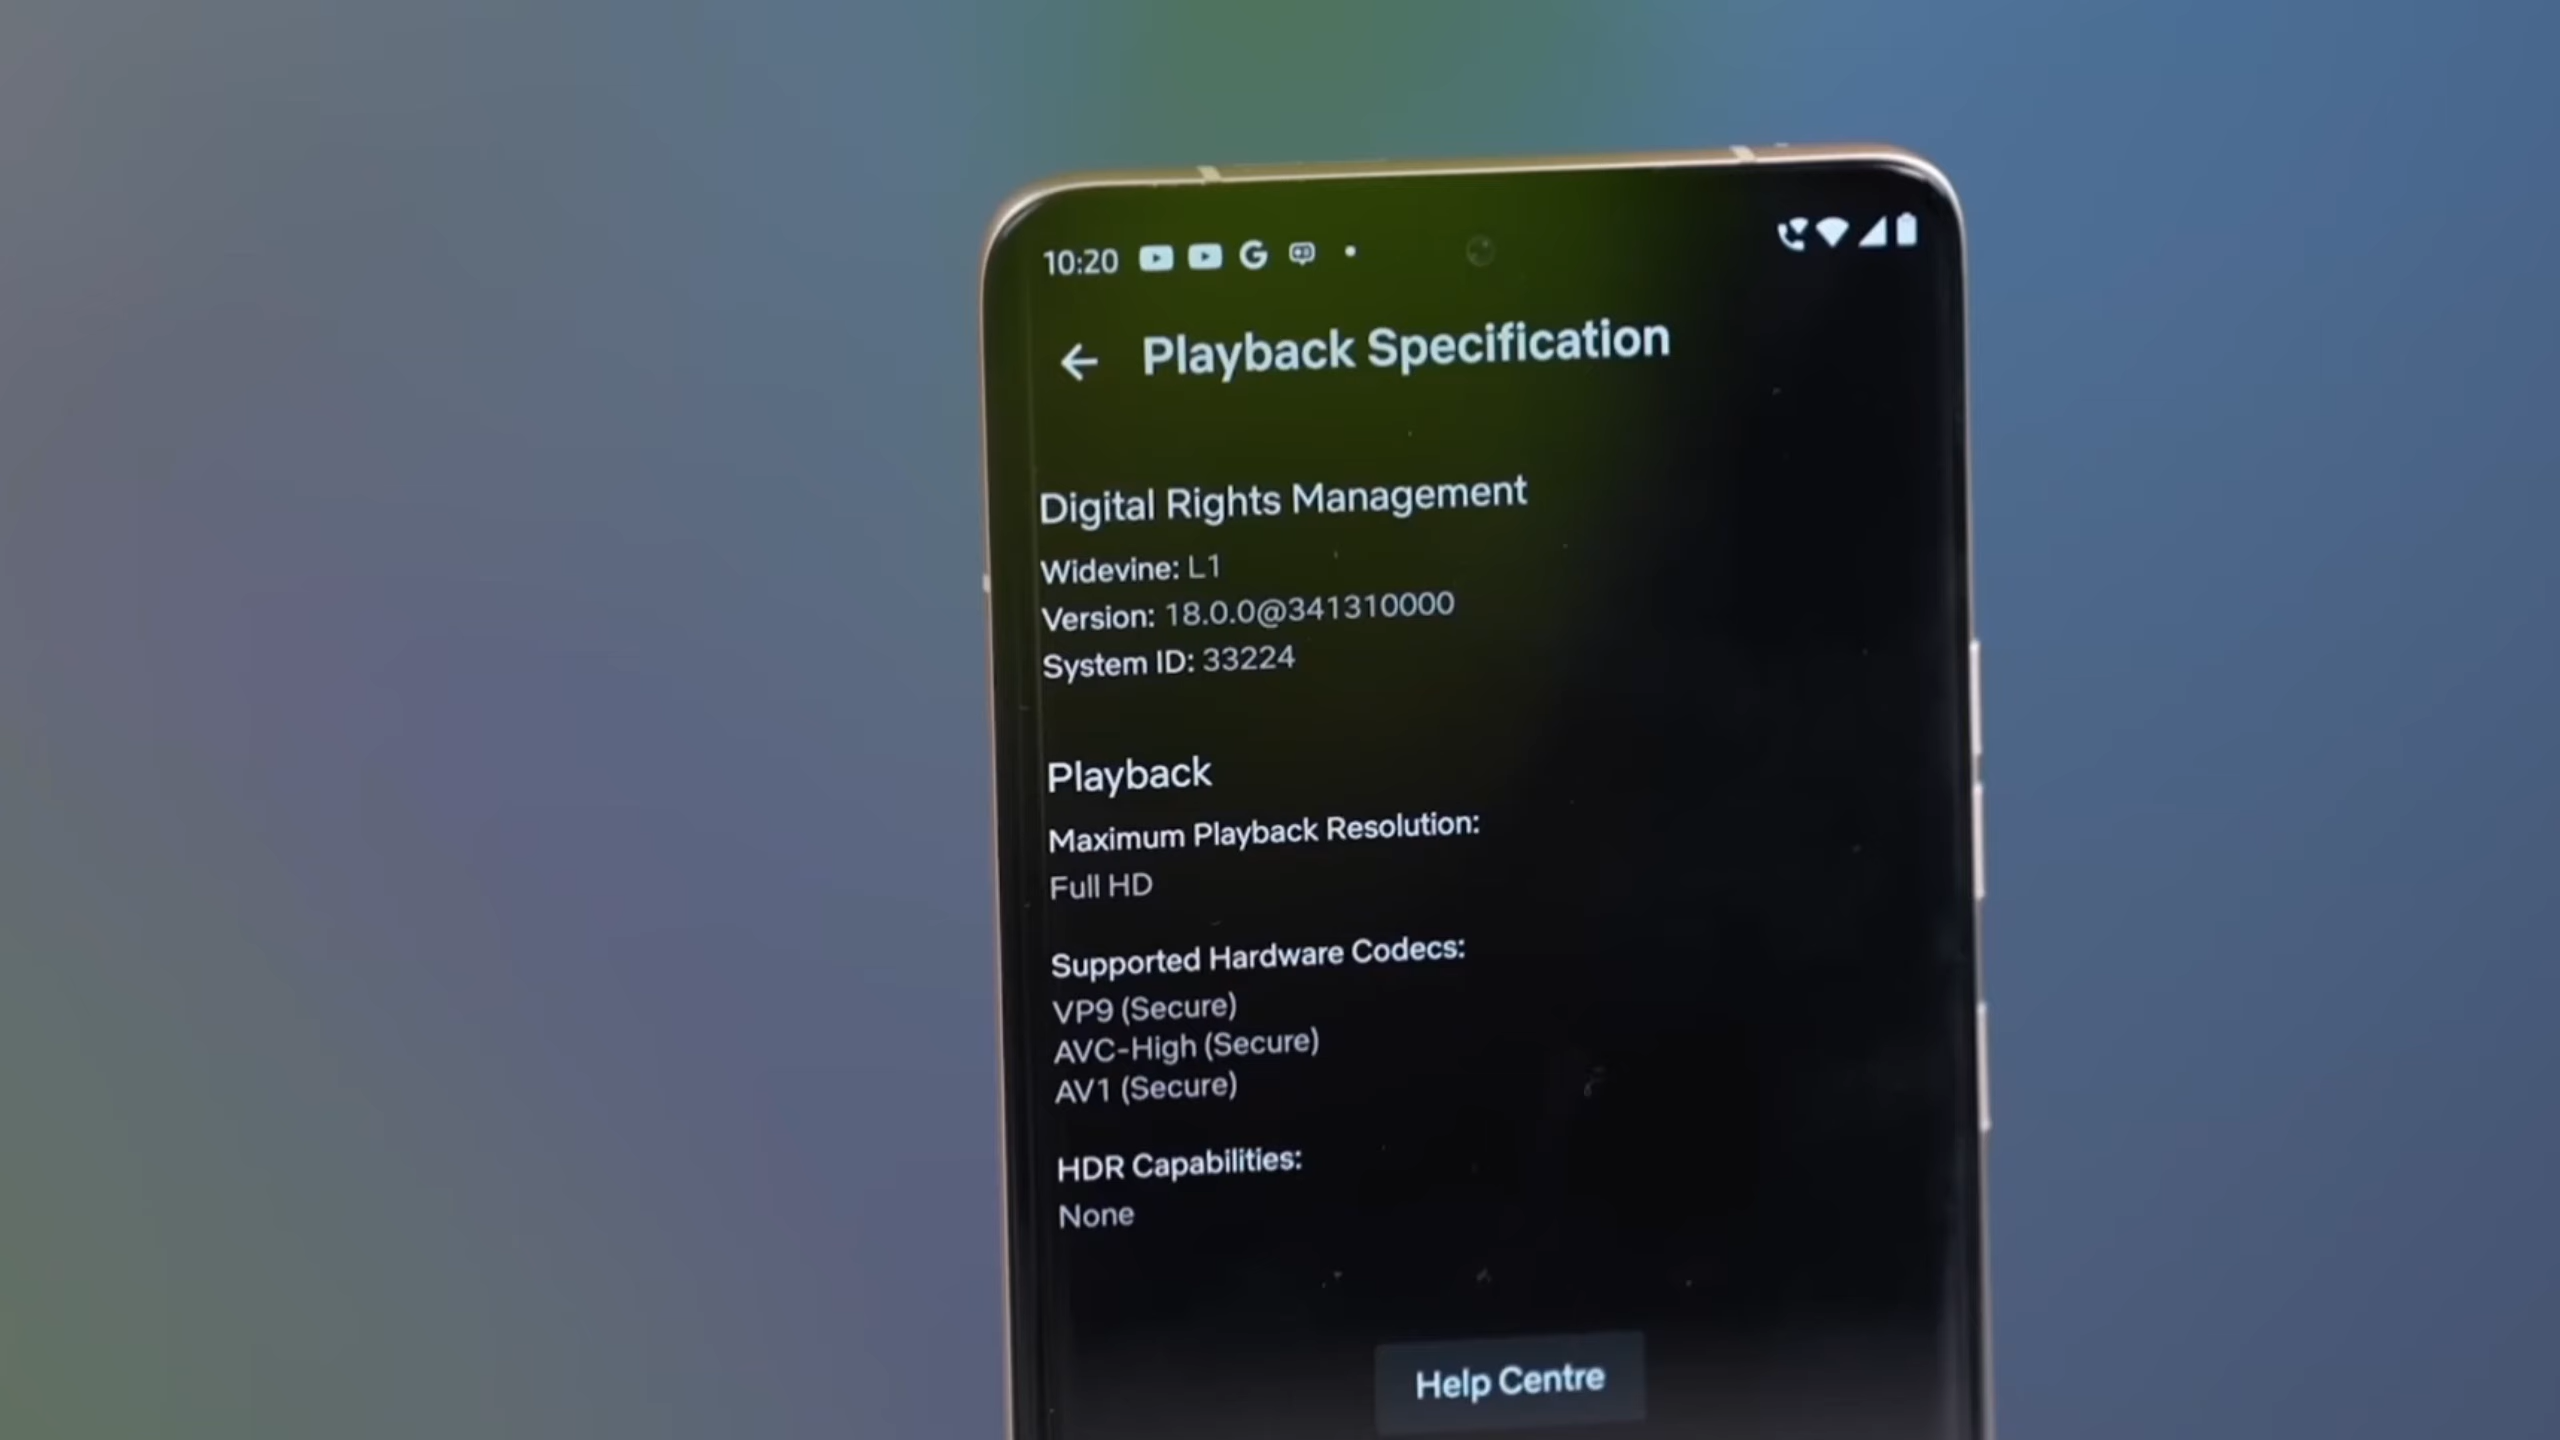 10:20
Playback Specification
Digital Rights Management
Widevine: L1
Version: 18.0.0@341310000
System ID: 33224
Playback
Maximum Playback Resolution:
Full HD
Supported Hardware Codecs:
VP9 (Secure)
AVC-High (Secure)
AV1 (Secure)
HDR Capabilities:
None
Help Centre